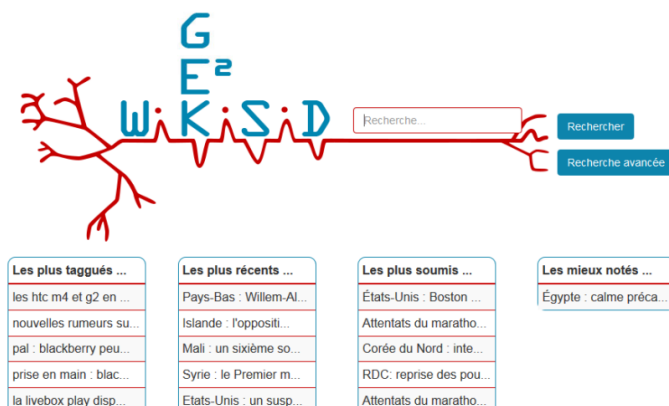 G
E²
WiKiSiD
Recherche...
Rechercher
Recherche avancée
Les plus taggués ...
les htc m4 et g2 en ...
nouvelles rumeurs su...
pal : blackberry peu...
prise en main : blac...
la livebox play disp...
Les plus récents ...
Pays-Bas : Willem-Al...
Islande : l'oppositi...
Mali : un sixième so...
Syrie : le Premier m...
Etats-Unis : un susp...
Les plus soumis ...
États-Unis : Boston ...
Attentats du maratho...
Corée du Nord : inte...
RDC: reprise des pou...
Attentats du maratho...
Les mieux notés ...
Égypte : calme préca...